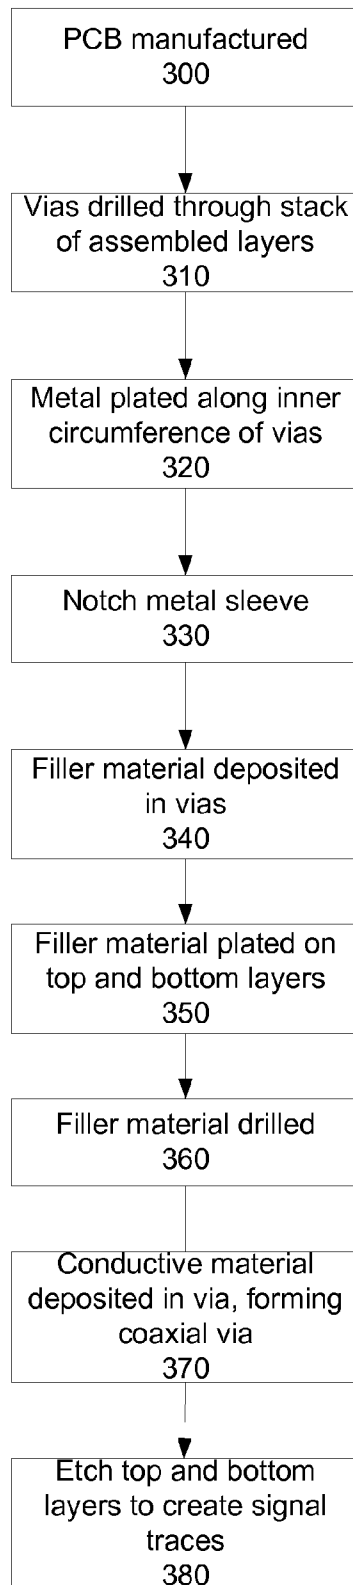 PCB manufactured
300
Vias drilled through stack
of assembled layers
310
Metal plated along inner
circumference of vias
320
Notch metal sleeve
330
Filler material deposited
in vias
340
Filler material plated on
top and bottom layers
350
Filler material drilled
360
Conductive material
deposited in via, forming
coaxial via
370
Etch top and bottom
layers to create signal
traces
380